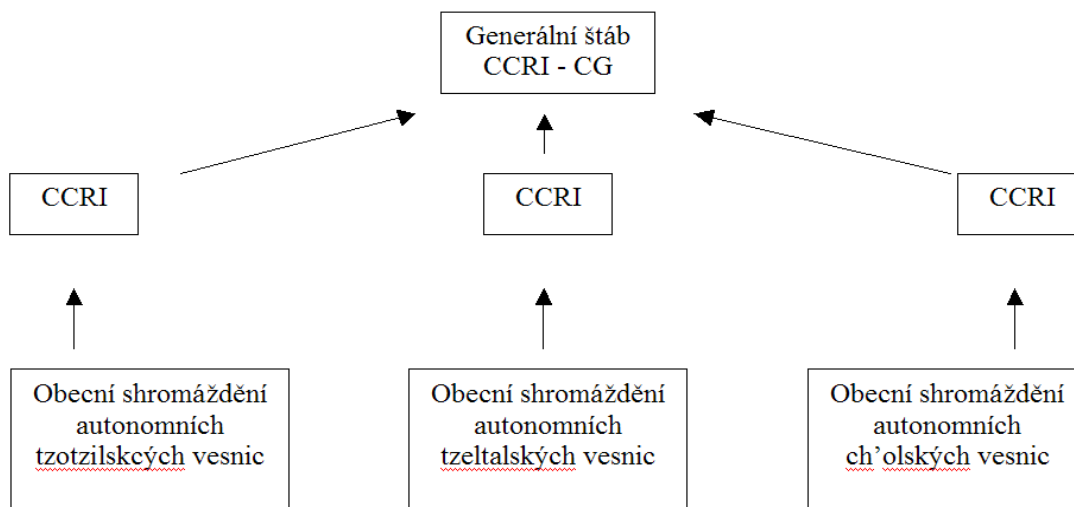 Generální štáb
CCRI - CG
CCRI
CCRI
CCRI
Obecní shromáždění
autonomních
tzotzilskcých vesnic
Obecní shromáždění
autonomních
tzeltalských vesnic
Obecní shromáždění
autonomních
ch’olských vesnic